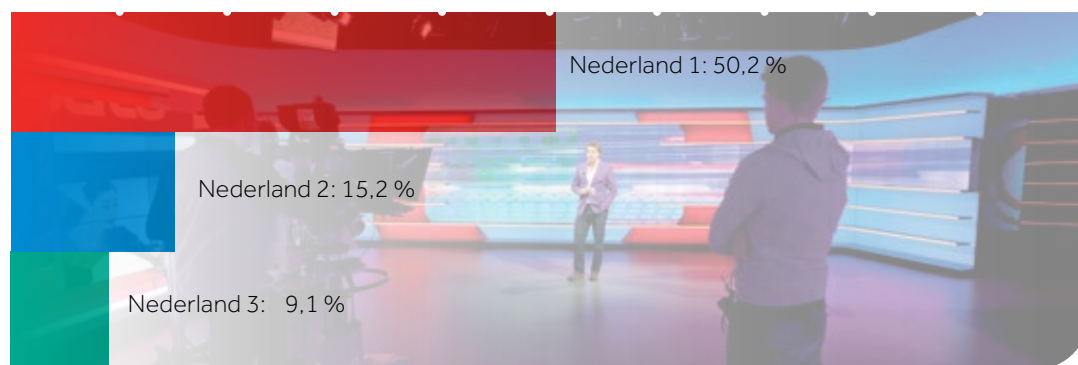 Nederland 1: 50,2 %
Nederland 2: 15,2 %
Nederland 3: 9,1 %